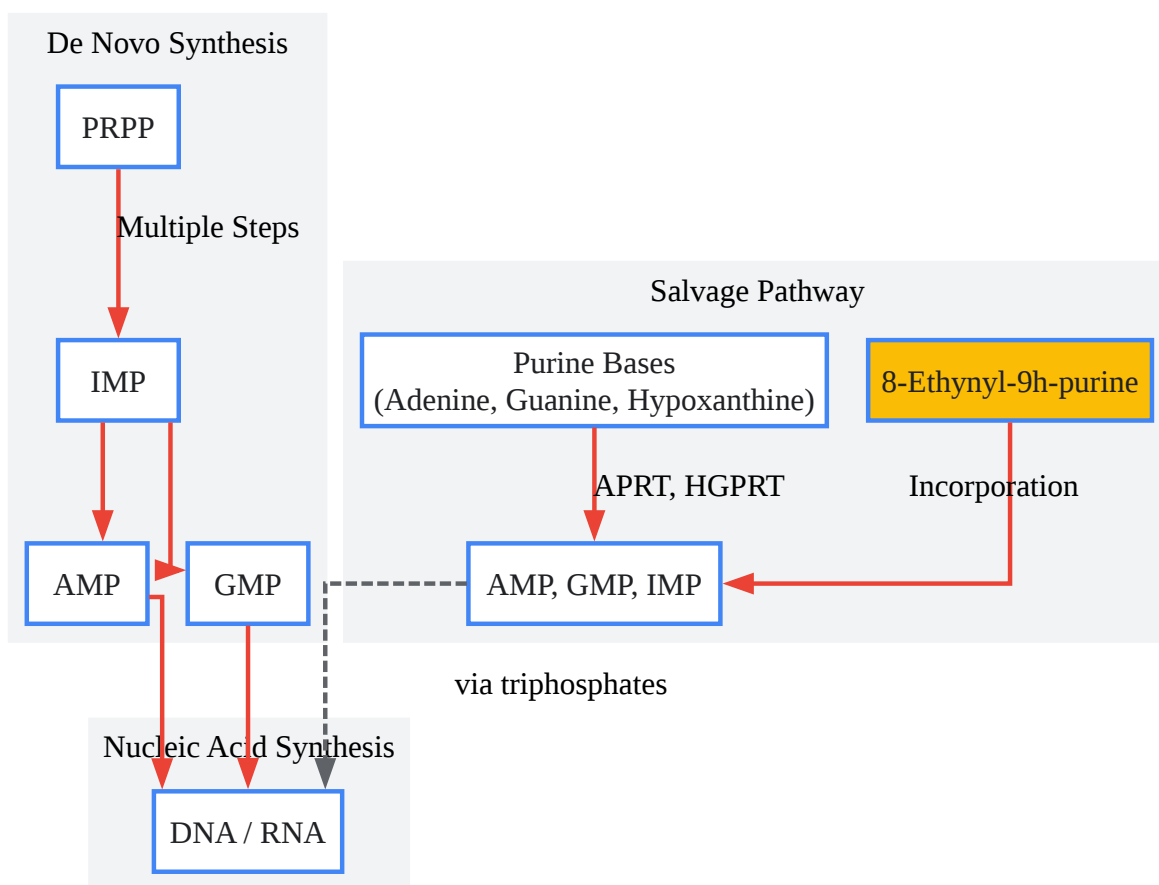 De Novo Synthesis
PRPP
Multiple Steps
IMP
AMP
GMP
Salvage Pathway
Purine Bases
(Adenine, Guanine, Hypoxanthine)
8-Ethynyl-9h-purine
APRT, HGPRT
Incorporation
AMP, GMP, IMP
via triphosphates
Nucleic Acid Synthesis
DNA / RNA